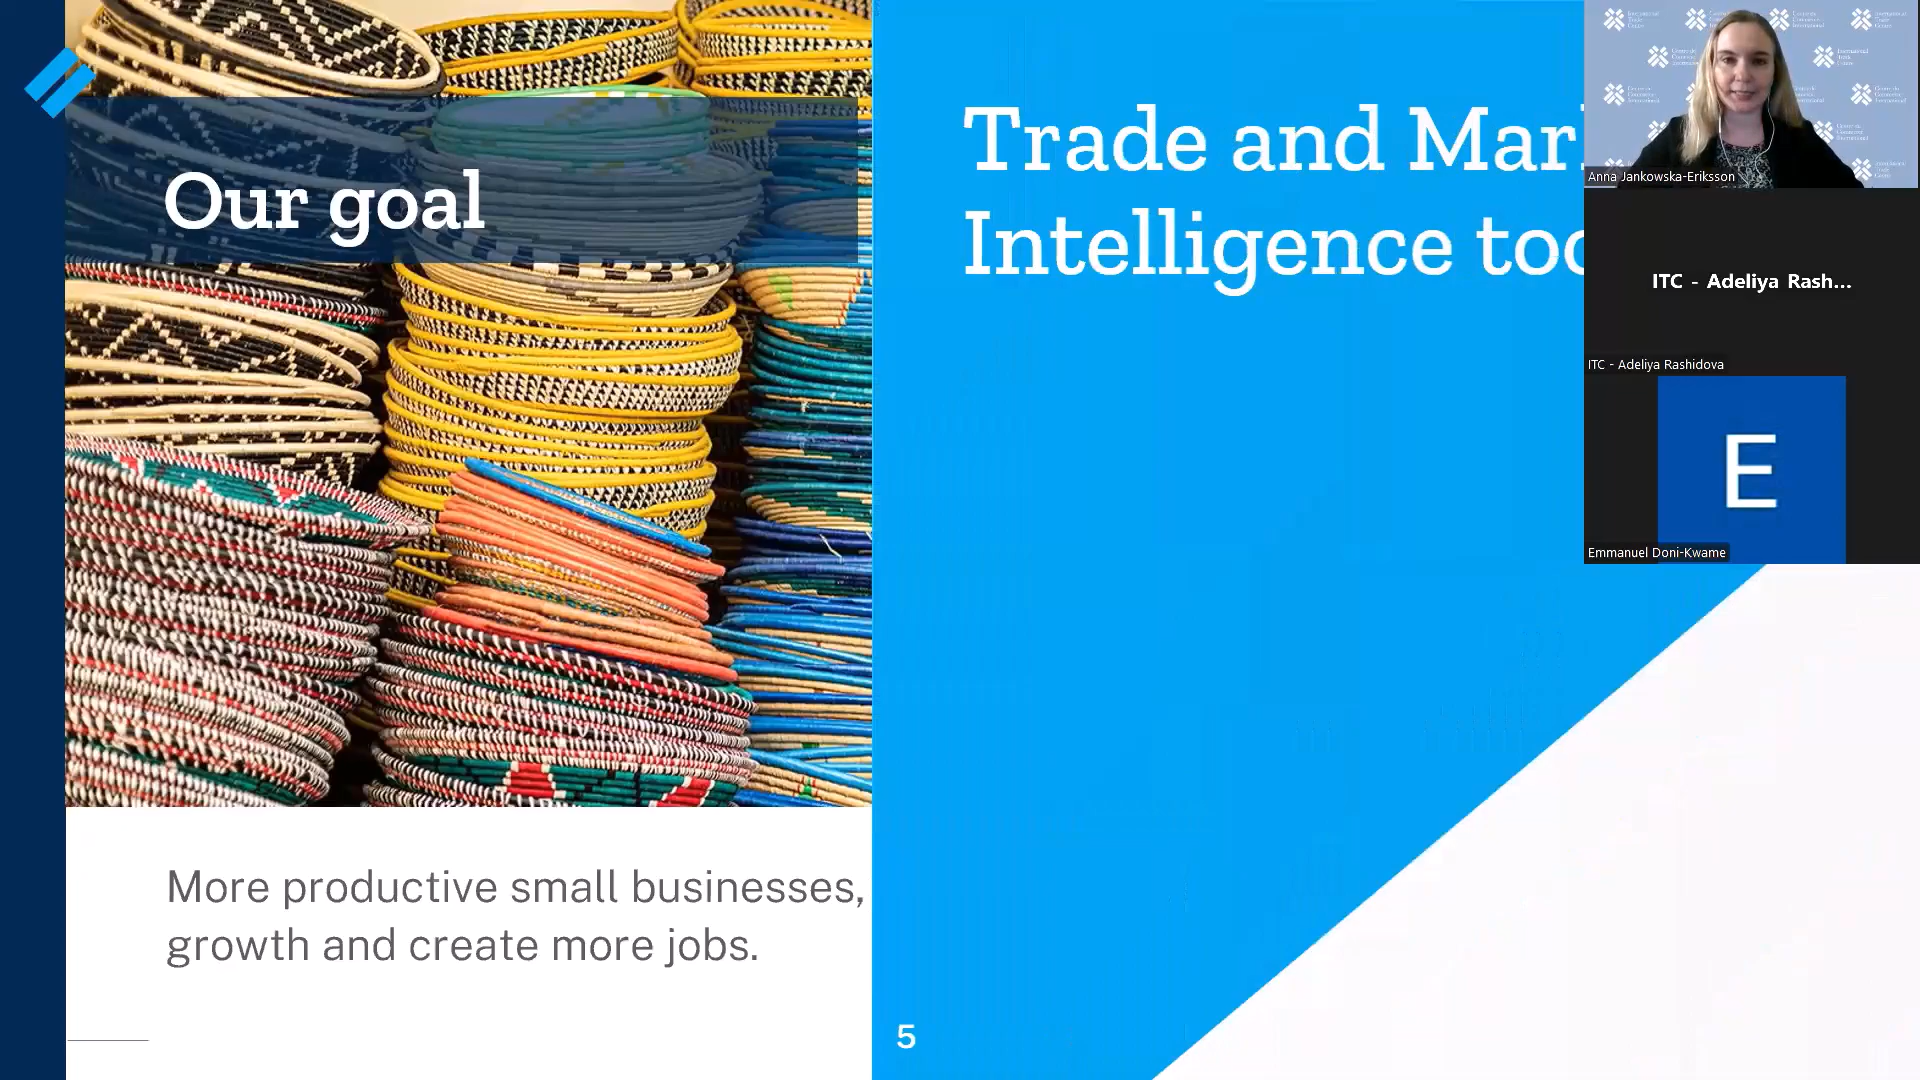 Our goal
More productive small businesses,
growth and create more jobs.
Trade and Mar
Intelligence too
5
Anna Jankowska-Eriksson
ITC - Adeliya Rash...
ITC - Adeliya Rashidova
E
Emmanuel Doni-Kwame